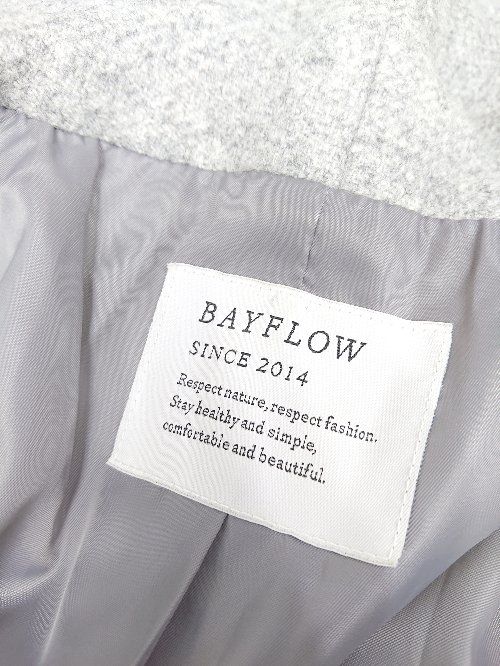 BAYFLOW
SINCE 2014
Respect nature, respect fashion.
Stay healthy and simple,
comfortable and beautiful.